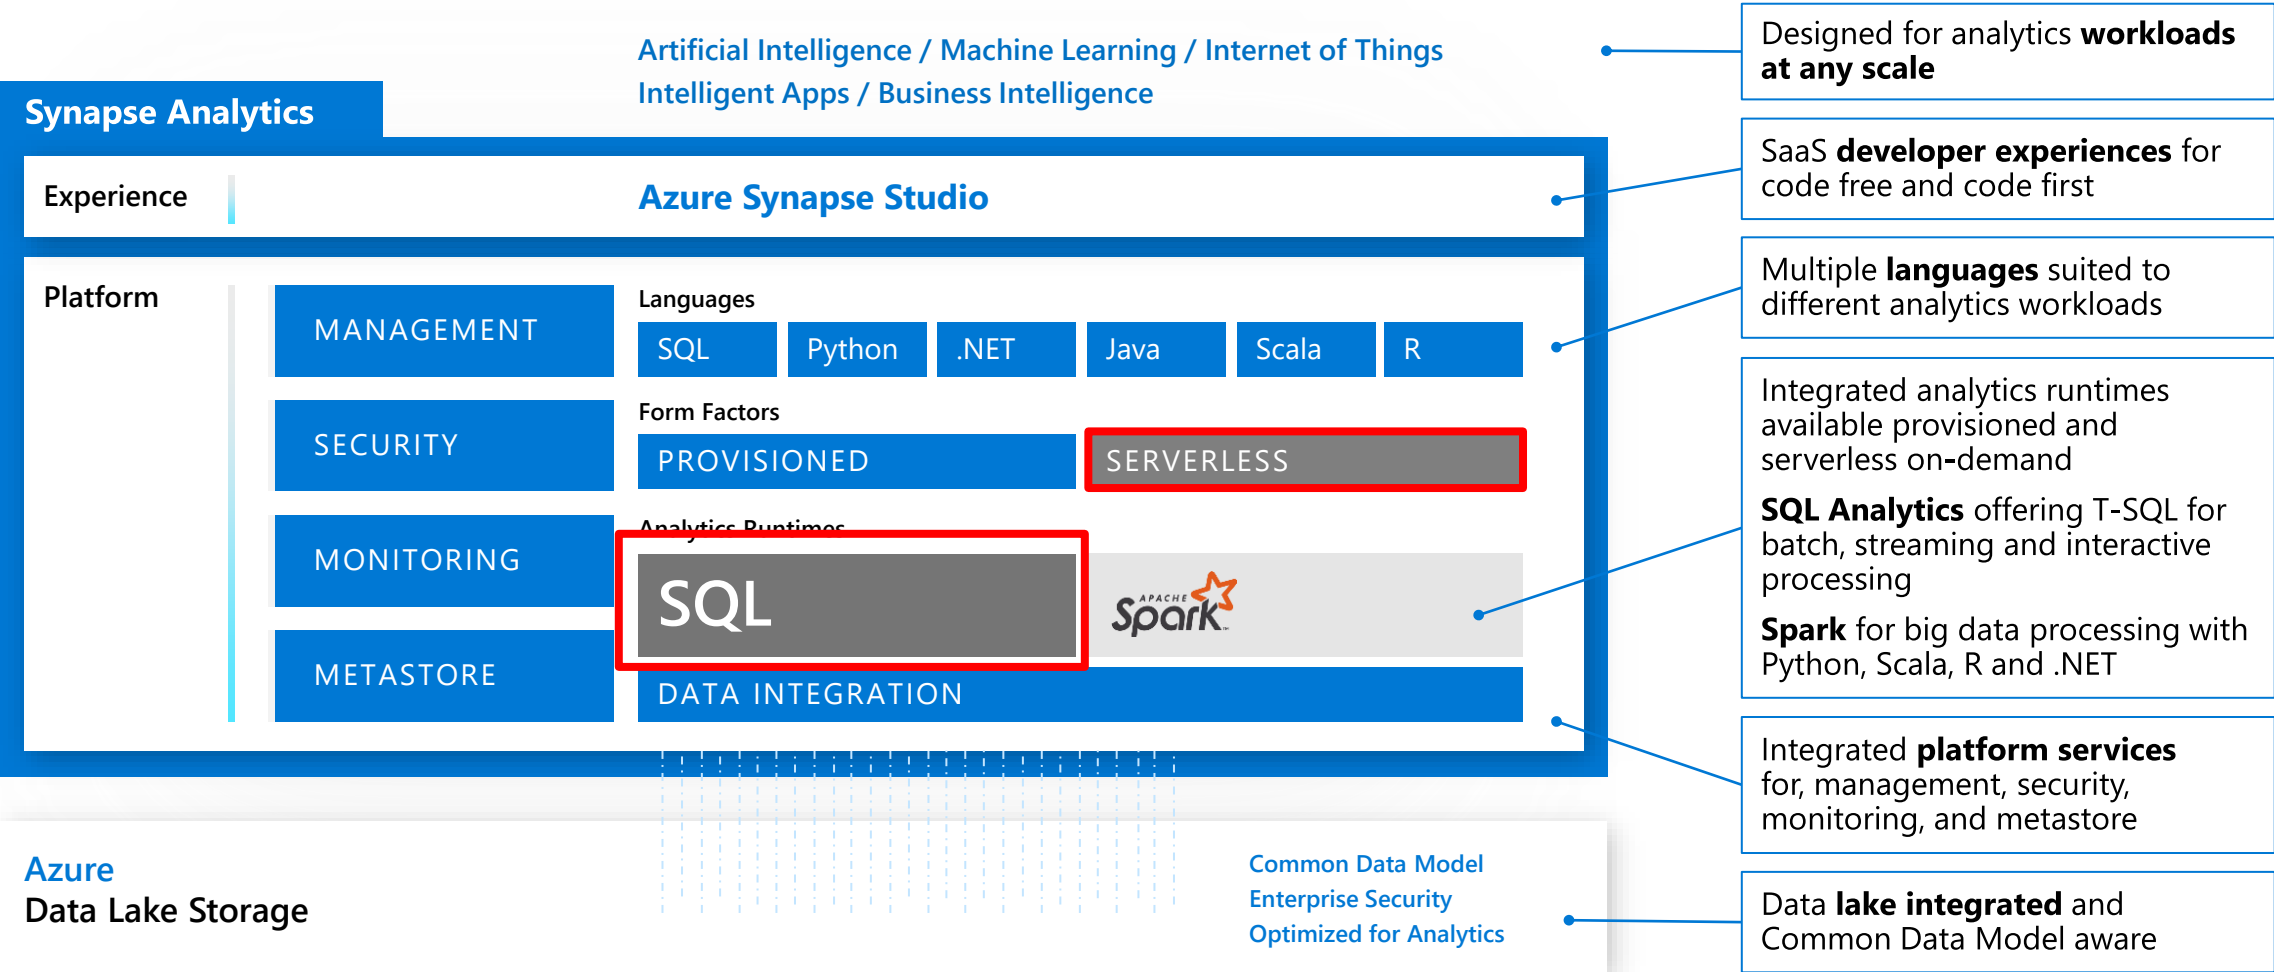 Artificial Intelligence / Machine Learning / Internet of Things
Intelligent Apps / Business Intelligence
Synapse Analytics
Experience
Azure Synapse Studio
Platform
MANAGEMENT
SECURITY
MONITORING
METASTORE
Languages
SQL
Python
.NET
Java
Scala
R
Form Factors
PROVISIONED
SERVERLESS
Analytics Runtimes
SQL
APACHE
Spark™
DATA INTEGRATION
Azure
Data Lake Storage
Common Data Model
Enterprise Security
Optimized for Analytics
Designed for analytics workloads
at any scale
SaaS developer experiences for
code free and code first
Multiple languages suited to
different analytics workloads
Integrated analytics runtimes
available provisioned and
serverless on-demand
SQL Analytics offering T-SQL for
batch, streaming and interactive
processing
Spark for big data processing with
Python, Scala, R and .NET
Integrated platform services
for, management, security,
monitoring, and metastore
Data lake integrated and
Common Data Model aware